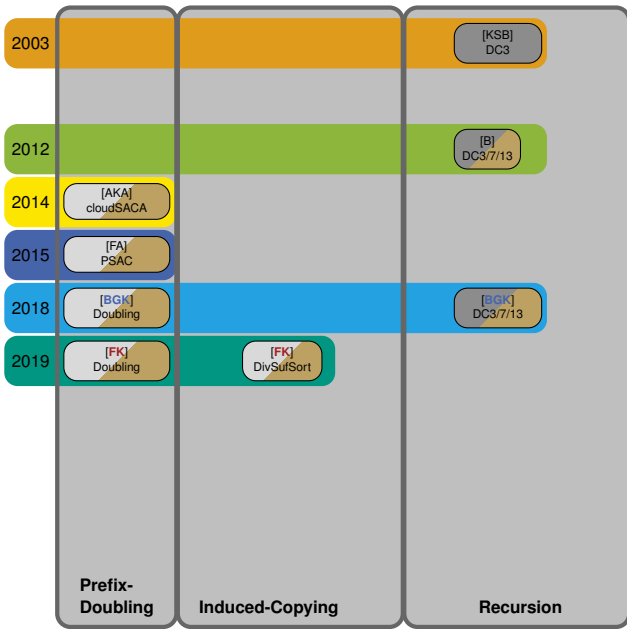 2003
[KSB]
DC3
2012
[B]
DC3/7/13
2014
[AKA]
cloudSACA
2015
[FA]
PSAC
2018
[BGK]
Doubling
[BGK]
DC3/7/13
2019
[FK]
Doubling
[FK]
DivSufSort
Prefix-
Doubling
Induced-Copying
Recursion